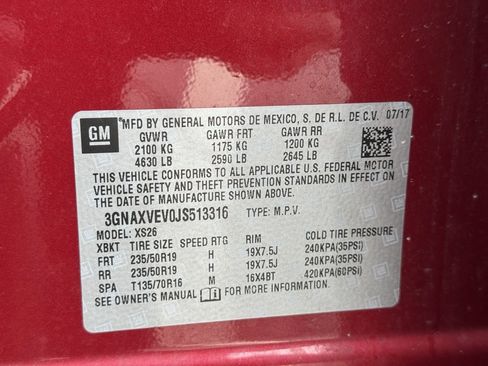 GM
*MFD BY GENERAL MOTORS DE MEXICO, S. DE R.L. DE C.V. 07/17
GVWR GAWR FRT GAWR RR
2100 KG 1175 KG 1200 KG
4630 LB 2590 LB 2645 LB
THIS VEHICLE CONFORMS TO ALL APPLICABLE U.S. FEDERAL MOTOR
VEHICLE SAFETY AND THEFT PREVENTION STANDARDS IN EFFECT ON
THE DATE OF MANUFACTURE SHOWN ABOVE.
3GNAXVEV0JS513316 TYPE: M.P.V.
MODEL: XS26
XBKT TIRE SIZE SPEED RTG RIM COLD TIRE PRESSURE
FRT 235/50R19 H 19X7.5J 240KPA(35PSI)
RR 235/50R19 H 19X7.5J 240KPA(35PSI)
SPA T135/70R16 M 16X4BT 420KPA(60PSI)
SEE OWNER'S MANUAL FOR MORE INFORMATION.